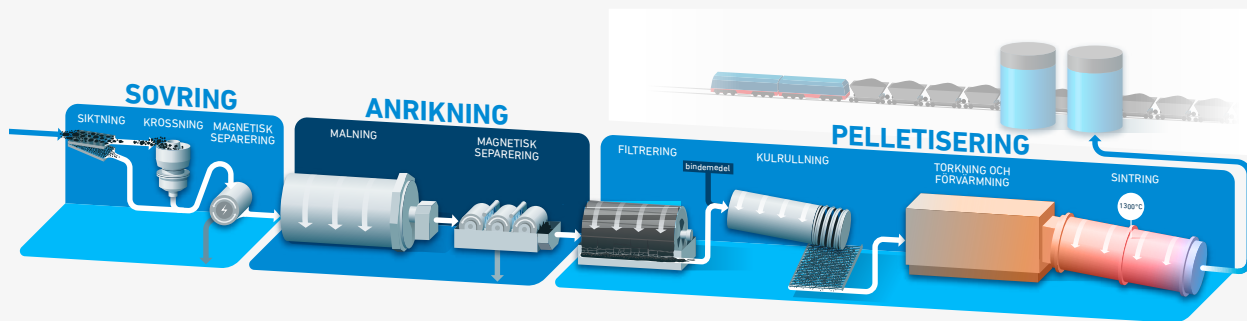 SOVRING
SIKTNING
KROSSNING
MAGNETISK
SEPARERING
ANRIKNING
MALNING
MAGNETISK
SEPARERING
PELLETISERING
FILTRERING
bindemedel
KULRULLNING
TORKNING OCH
FÖRVÄRMNING
SINTRING
1300°C